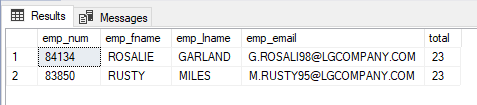 Results Messages
emp_num emp_fname emp_lname emp_email total
1 84134 ROSALIE GARLAND G.ROSALI98@LGCOMPANY.COM 23
2 83850 RUSTY MILES M.RUSTY95@LGCOMPANY.COM 23